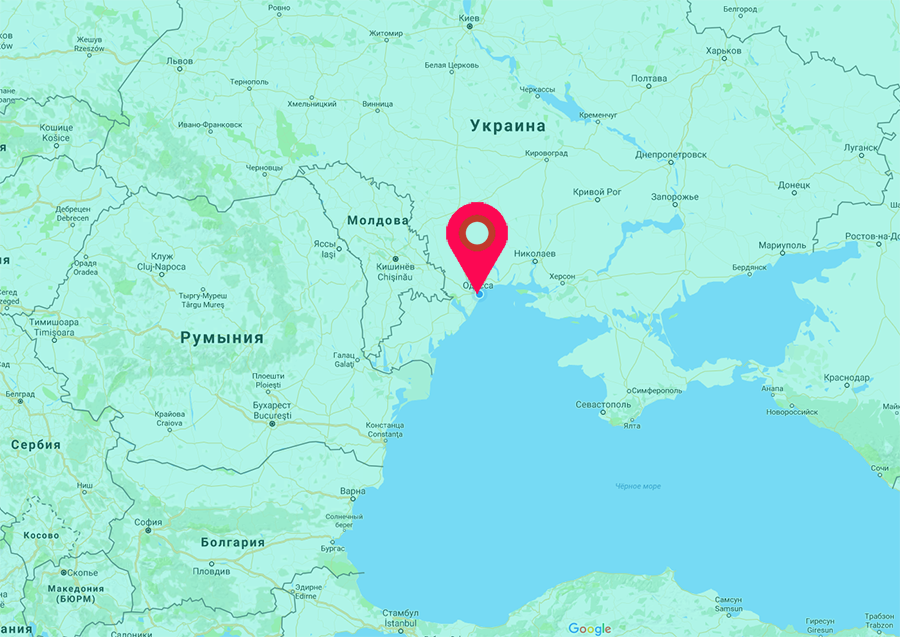 Ровно
Киев
Белгород
Житомир
Харьков
Жешув
Rzeszów
Львов
Белая Церковь
Полтава
Тернополь
Черкассы
Хмельницкий
Винница
Кременчуг
Кошице
Košice
Ивано-Франковск
Украина
Луганск
Кировоград
Днепропетровск
Черновцы
Донецк
Кривой Рог
Запорожье
Дебрецен
Debrecen
Молдова
Ростов-на-До
Яссы
Iași
Мариуполь
Николаев
Орадя
Oradea
Клуж
Cluj-Napoca
Кишинёв
Chișinău
Бердянск
Херсон
Одесса
Тыргу-Муреш
Târgu Mureș
Тимишоара
Timișoara
Румыния
Галац
Galați
Плоешти
Ploiești
Краснодар
Анапа
Симферополь
Белград
Бухарест
București
Севастополь
Новороссийск
Крайова
Craiova
Ялта
Констанца
Constanța
Сербия
Сочи
Ниш
Варна
Чёрное море
Солнечный
берег
София
Косово
Болгария
Бургас
Скопье
Пловдив
Македония
(БЮРМ)
Эдирне
Edirne
Самсун
Samsun
Стамбул
İstanbul
Гиресун
Giresun
Трабзон
Trabzon
Салоники
Google